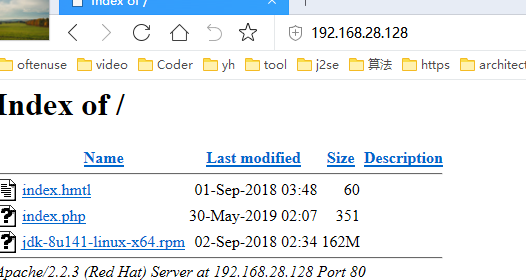 Index of /
192.168.28.128
oftenuse video Coder yh tool j2se 算法 https architect
Index of /
Name Last modified Size Description
index.hmtl 01-Sep-2018 03:48 60
index.php 30-May-2019 02:07 351
jdk-8u141-linux-x64.rpm 02-Sep-2018 02:34 162M
Apache/2.2.3 (Red Hat) Server at 192.168.28.128 Port 80